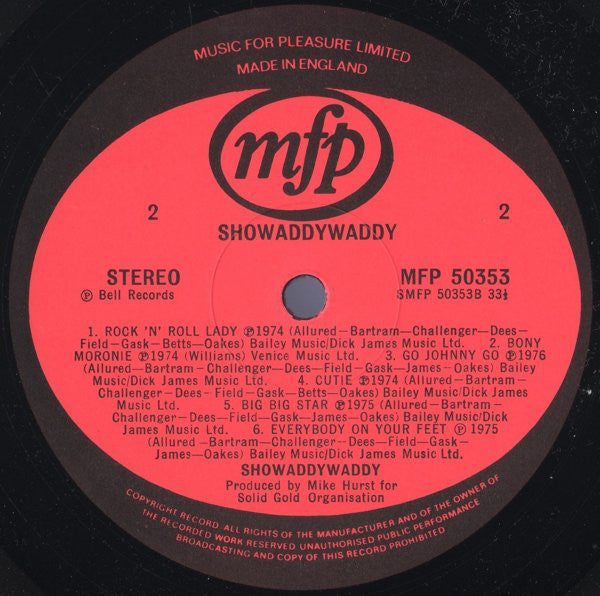 MUSIC FOR PLEASURE LIMITED
MADE IN ENGLAND
mfp
2 2
SHOWADDYWADDY
STEREO MFP 50353
Ⓟ Bell Records SMFP 50353B 33⅓
1. ROCK 'N' ROLL LADY Ⓟ1974 (Allured—Bartram—Challenger—Dees—
Field—Gask—Betts—Oakes) Bailey Music/Dick James Music Ltd. 2. BONY
MORONIE Ⓟ1974 (Williams) Venice Music Ltd. 3. GO JOHNNY GO Ⓟ1976
(Allured—Bartram—Challenger—Dees—Field—Gask—James—Oakes) Bailey
Music/Dick James Music Ltd. 4. CUTIE Ⓟ1974 (Allured—Bartram—
Challenger—Dees—Field—Gask—Betts—Oakes) Bailey Music/Dick James
Music Ltd. 5. BIG BIG STAR Ⓟ1975 (Allured—Bartram—
Challenger—Dees—Field—Gask—James—Oakes) Bailey Music/Dick
James Music Ltd. 6. EVERYBODY ON YOUR FEET Ⓟ 1975
(Allured—Bartram—Challenger—Dees—Field—Gask—
James—Oakes) Bailey Music/Dick James Music Ltd.
SHOWADDYWADDY
Produced by Mike Hurst for
Solid Gold Organisation
COPYRIGHT RECORD. ALL RIGHTS OF THE MANUFACTURER AND OF THE OWNER OF
THE RECORDED WORK RESERVED UNAUTHORISED PUBLIC PERFORMANCE
BROADCASTING AND COPY OF THIS RECORD PROHIBITED